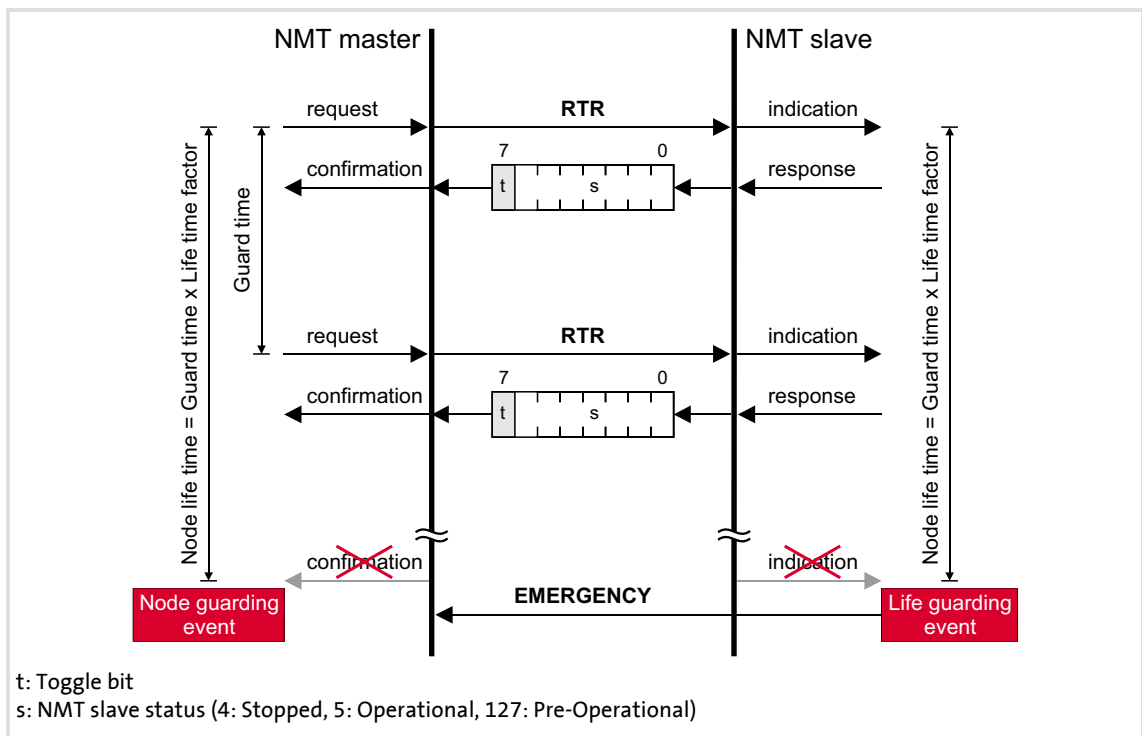 NMT master
NMT slave
request
RTR
indication
7
0
confirmation
t
s
response
Node life time = Guard time x Life time factor
Guard time
Node life time = Guard time x Life time factor
request
RTR
indication
7
0
confirmation
t
s
response
confirmation
indication
EMERGENCY
Node guarding
event
Life guarding
event
t: Toggle bit
s: NMT slave status (4: Stopped, 5: Operational, 127: Pre-Operational)